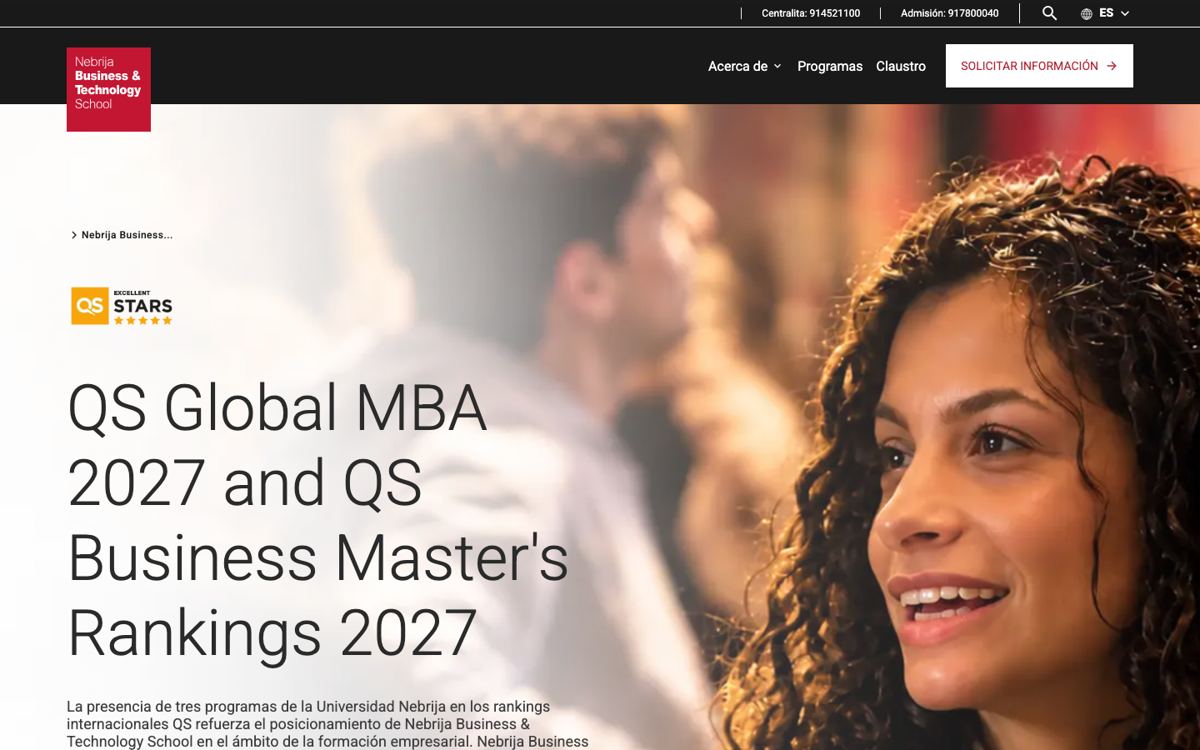 Centralita: 914521100
Admisión: 917800040
ES
Nebrija
Business &
Technology
School
Acerca de
Programas
Claustro
SOLICITAR INFORMACIÓN
Nebrija Business...
QS
EXCELLENT
STARS
QS Global MBA
2027 and QS
Business Master's
Rankings 2027
La presencia de tres programas de la Universidad Nebrija en los rankings
internacionales QS refuerza el posicionamiento de Nebrija Business &
Technology School en el ámbito de la formación empresarial. Nebrija Business